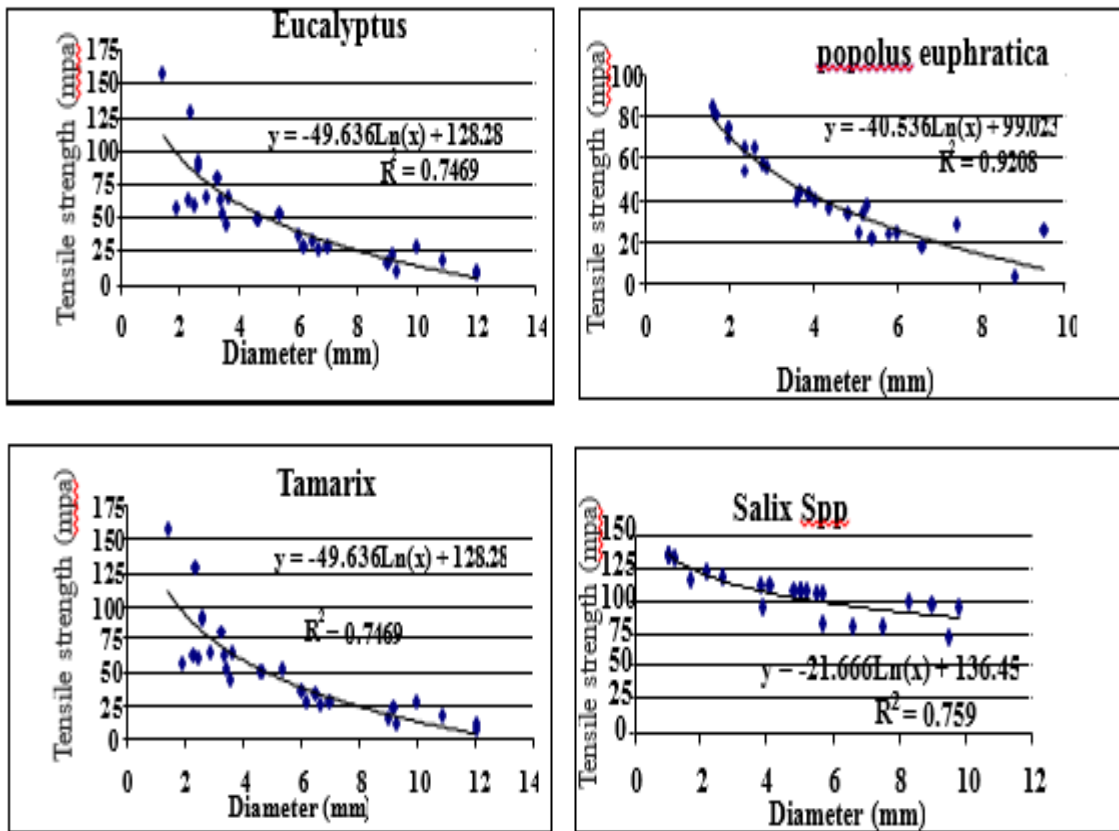 Eucalyptus
Tensile strength (mpa)
175
150
125
100
75
50
25
0
y = -49.636Ln(x) + 128.28
R² = 0.7469
0 2 4 6 8 10 12 14
Diameter (mm)
popolus euphratica
Tensile strength (mpa)
100
80
60
40
20
0
y = -40.536Ln(x) + 99.023
R² = 0.9208
0 2 4 6 8 10
Diameter (mm)
Tamarix
Tensile strength (mpa)
175
150
125
100
75
50
25
0
y = -49.636Ln(x) + 128.28
R² = 0.7469
0 2 4 6 8 10 12 14
Diameter (mm)
Salix Spp
Tensile strength (mpa)
150
125
100
75
50
25
0
y = -21.666Ln(x) + 136.45
R² = 0.759
0 2 4 6 8 10 12
Diameter (mm)